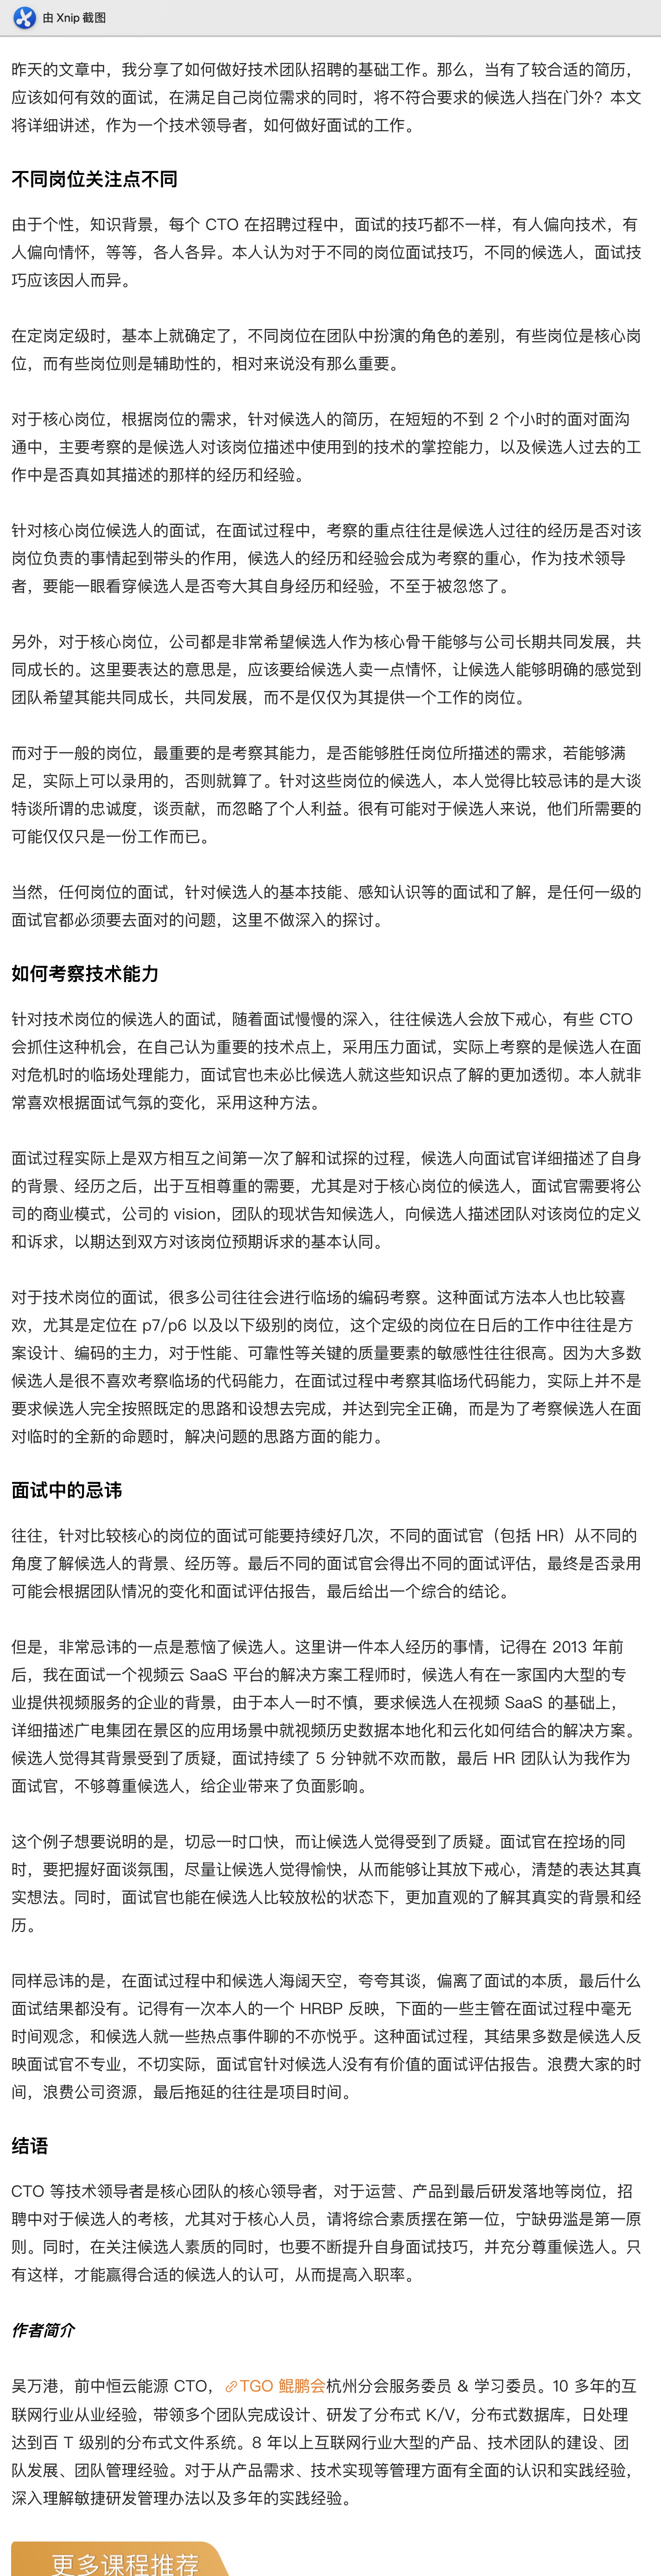 由 Xnip 截图
昨天的文章中，我分享了如何做好技术团队招聘的基础工作。那么，当有了较合适的简历，
应该如何有效的面试，在满足自己岗位需求的同时，将不符合要求的候选人挡在门外？本文
将详细讲述，作为一个技术领导者，如何做好面试的工作。
不同岗位关注点不同
由于个性，知识背景，每个 CTO 在招聘过程中，面试的技巧都不一样，有人偏向技术，有
人偏向情怀，等等，各人各异。本人认为对于不同的岗位面试技巧，不同的候选人，面试技
巧应该因人而异。
在定岗定级时，基本上就确定了，不同岗位在团队中扮演的角色的差别，有些岗位是核心岗
位，而有些岗位则是辅助性的，相对来说没有那么重要。
对于核心岗位，根据岗位的需求，针对候选人的简历，在短短的不到 2 个小时的面对面沟
通中，主要考察的是候选人对该岗位描述中使用到的技术的掌控能力，以及候选人过去的工
作中是否真如其描述的那样的经历和经验。
针对核心岗位候选人的面试，在面试过程中，考察的重点往往是候选人过往的经历是否对该
岗位负责的事情起到带头的作用，候选人的经历和经验会成为考察的重心，作为技术领导
者，要能一眼看穿候选人是否夸大其自身经历和经验，不至于被忽悠了。
另外，对于核心岗位，公司都是非常希望候选人作为核心骨干能够与公司长期共同发展，共
同成长的。这里要表达的意思是，应该要给候选人卖一点情怀，让候选人能够明确的感觉到
团队希望其能共同成长，共同发展，而不是仅仅为其提供一个工作的岗位。
而对于一般的岗位，最重要的是考察其能力，是否能够胜任岗位所描述的需求，若能够满
足，实际上可以录用的，否则就算了。针对这些岗位的候选人，本人觉得比较忌讳的是大谈
特谈所谓的忠诚度，谈贡献，而忽略了个人利益。很有可能对于候选人来说，他们所需要的
可能仅仅只是一份工作而已。
当然，任何岗位的面试，针对候选人的基本技能、感知认识等的面试和了解，是任何一级的
面试官都必须要去面对的问题，这里不做深入的探讨。
如何考察技术能力
针对技术岗位的候选人的面试，随着面试慢慢的深入，往往候选人会放下戒心，有些 CTO
会抓住这种机会，在自己认为重要的技术点上，采用压力面试，实际上考察的是候选人在面
对危机时的临场处理能力，面试官也未必比候选人就这些知识点了解的更加透彻。本人就非
常喜欢根据面试气氛的变化，采用这种方法。
面试过程实际上是双方相互之间第一次了解和试探的过程，候选人向面试官详细描述了自身
的背景、经历之后，出于互相尊重的需要，尤其是对于核心岗位的候选人，面试官需要将公
司的商业模式，公司的 vision，团队的现状告知候选人，向候选人描述团队对该岗位的定义
和诉求，以期达到双方对该岗位预期诉求的基本认同。
对于技术岗位的面试，很多公司往往会进行临场的编码考察。这种面试方法本人也比较喜
欢，尤其是定位在 p7/p6 以及以下级别的岗位，这个定级的岗位在日后的工作中往往是方
案设计、编码的主力，对于性能、可靠性等关键的质量要素的敏感性往往很高。因为大多数
候选人是很不喜欢考察临场的代码能力，在面试过程中考察其临场代码能力，实际上并不是
要求候选人完全按照既定的思路和设想去完成，并达到完全正确，而是为了考察候选人在面
对临时的全新的命题时，解决问题的思路方面的能力。
面试中的忌讳
往往，针对比较核心的岗位的面试可能要持续好几次，不同的面试官（包括 HR）从不同的
角度了解候选人的背景、经历等。最后不同的面试官会得出不同的面试评估，最终是否录用
可能会根据团队情况的变化和面试评估报告，最后给出一个综合的结论。
但是，非常忌讳的一点是惹恼了候选人。这里讲一件本人经历的事情，记得在 2013 年前
后，我在面试一个视频云 SaaS 平台的解决方案工程师时，候选人有在一家国内大型的专
业提供视频服务的企业的背景，由于本人一时不慎，要求候选人在视频 SaaS 的基础上，
详细描述广电集团在景区的应用场景中就视频历史数据本地化和云化如何结合的解决方案。
候选人觉得其背景受到了质疑，面试持续了 5 分钟就不欢而散，最后 HR 团队认为我作为
面试官，不够尊重候选人，给企业带来了负面影响。
这个例子想要说明的是，切忌一时口快，而让候选人觉得受到了质疑。面试官在控场的同
时，要把握好面谈氛围，尽量让候选人觉得愉快，从而能够让其放下戒心，清楚的表达其真
实想法。同时，面试官也能在候选人比较放松的状态下，更加直观的了解其真实的背景和经
历。
同样忌讳的是，在面试过程中和候选人海阔天空，夸夸其谈，偏离了面试的本质，最后什么
面试结果都没有。记得有一次本人的一个 HRBP 反映，下面的一些主管在面试过程中毫无
时间观念，和候选人就一些热点事件聊的不亦悦乎。这种面试过程，其结果多数是候选人反
映面试官不专业，不切实际，面试官针对候选人没有有价值的面试评估报告。浪费大家的时
间，浪费公司资源，最后拖延的往往是项目时间。
结语
CTO 等技术领导者是核心团队的核心领导者，对于运营、产品到最后研发落地等岗位，招
聘中对于候选人的考核，尤其对于核心人员，请将综合素质摆在第一位，宁缺毋滥是第一原
则。同时，在关注候选人素质的同时，也要不断提升自身面试技巧，并充分尊重候选人。只
有这样，才能赢得合适的候选人的认可，从而提高入职率。
作者简介
吴万港，前中恒云能源 CTO，TGO 鲲鹏会杭州分会服务委员 & 学习委员。10 多年的互
联网行业从业经验，带领多个团队完成设计、研发了分布式 K/V，分布式数据库，日处理
达到百 T 级别的分布式文件系统。8 年以上互联网行业大型的产品、技术团队的建设、团
队发展、团队管理经验。对于从产品需求、技术实现等管理方面有全面的认识和实践经验，
深入理解敏捷研发管理办法以及多年的实践经验。
更多课程推荐